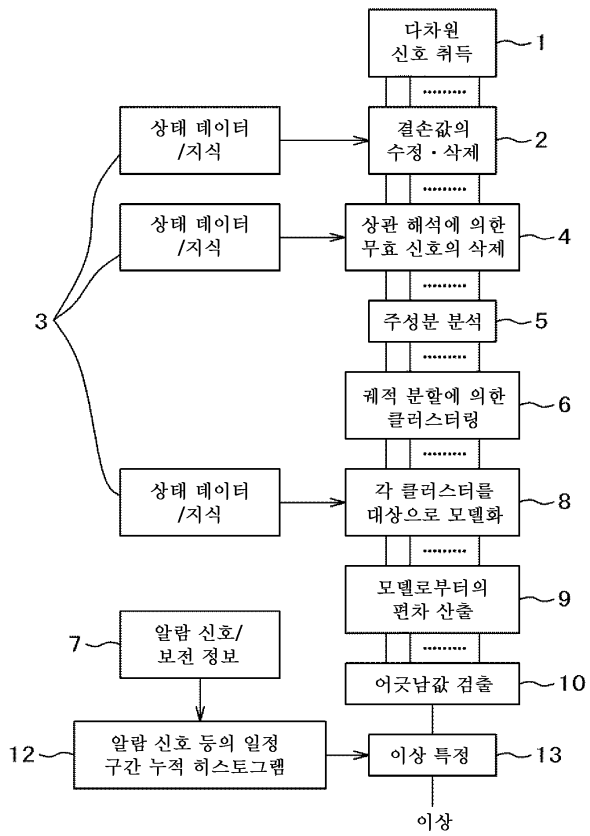 다차원
신호 취득
1
상태 데이터
/지식
결손값의
수정·삭제
2
상태 데이터
/지식
상관 해석에 의한
무효 신호의 삭제
4
3
주성분 분석
5
궤적 분할에 의한
클러스터링
6
상태 데이터
/지식
각 클러스터를
대상으로 모델화
8
모델로부터의
편차 산출
9
7
알람 신호/
보전 정보
어긋남값 검출
10
12
알람 신호 등의 일정
구간 누적 히스토그램
이상 특정
13
이상